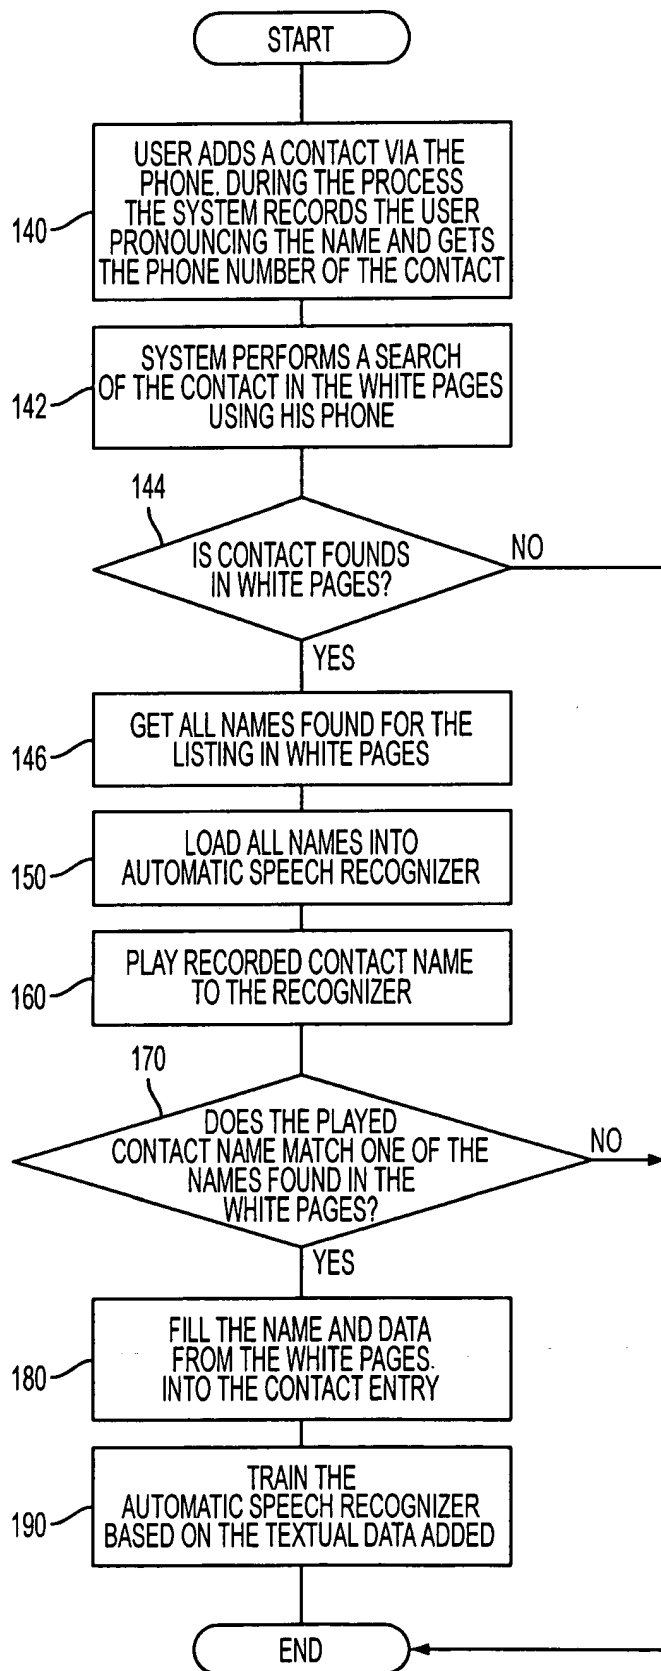 START
USER ADDS A CONTACT VIA THE
PHONE. DURING THE PROCESS
THE SYSTEM RECORDS THE USER
PRONOUNCING THE NAME AND GETS
THE PHONE NUMBER OF THE CONTACT
140
SYSTEM PERFORMS A SEARCH
OF THE CONTACT IN THE WHITE PAGES
USING HIS PHONE
142
144
IS CONTACT FOUNDS
IN WHITE PAGES?
NO
YES
GET ALL NAMES FOUND FOR THE
LISTING IN WHITE PAGES
146
LOAD ALL NAMES INTO
AUTOMATIC SPEECH RECOGNIZER
150
PLAY RECORDED CONTACT NAME
TO THE RECOGNIZER
160
170
DOES THE PLAYED
CONTACT NAME MATCH ONE OF THE
NAMES FOUND IN THE
WHITE PAGES?
NO
YES
FILL THE NAME AND DATA
FROM THE WHITE PAGES.
INTO THE CONTACT ENTRY
180
TRAIN THE
AUTOMATIC SPEECH RECOGNIZER
BASED ON THE TEXTUAL DATA ADDED
190
END